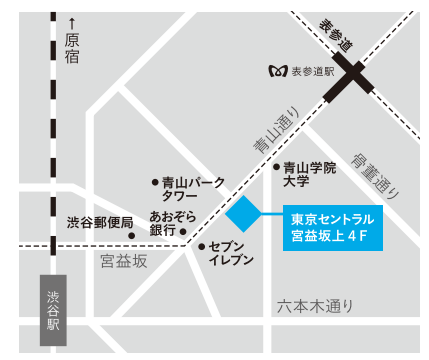 ↑原宿
表参道
表参道駅
青山通り
骨董通り
青山学院
大学
青山パーク
タワー
あおぞら
銀行
渋谷郵便局
東京セントラル
宮益坂上4F
セブン
イレブン
宮益坂
渋谷駅
六本木通り